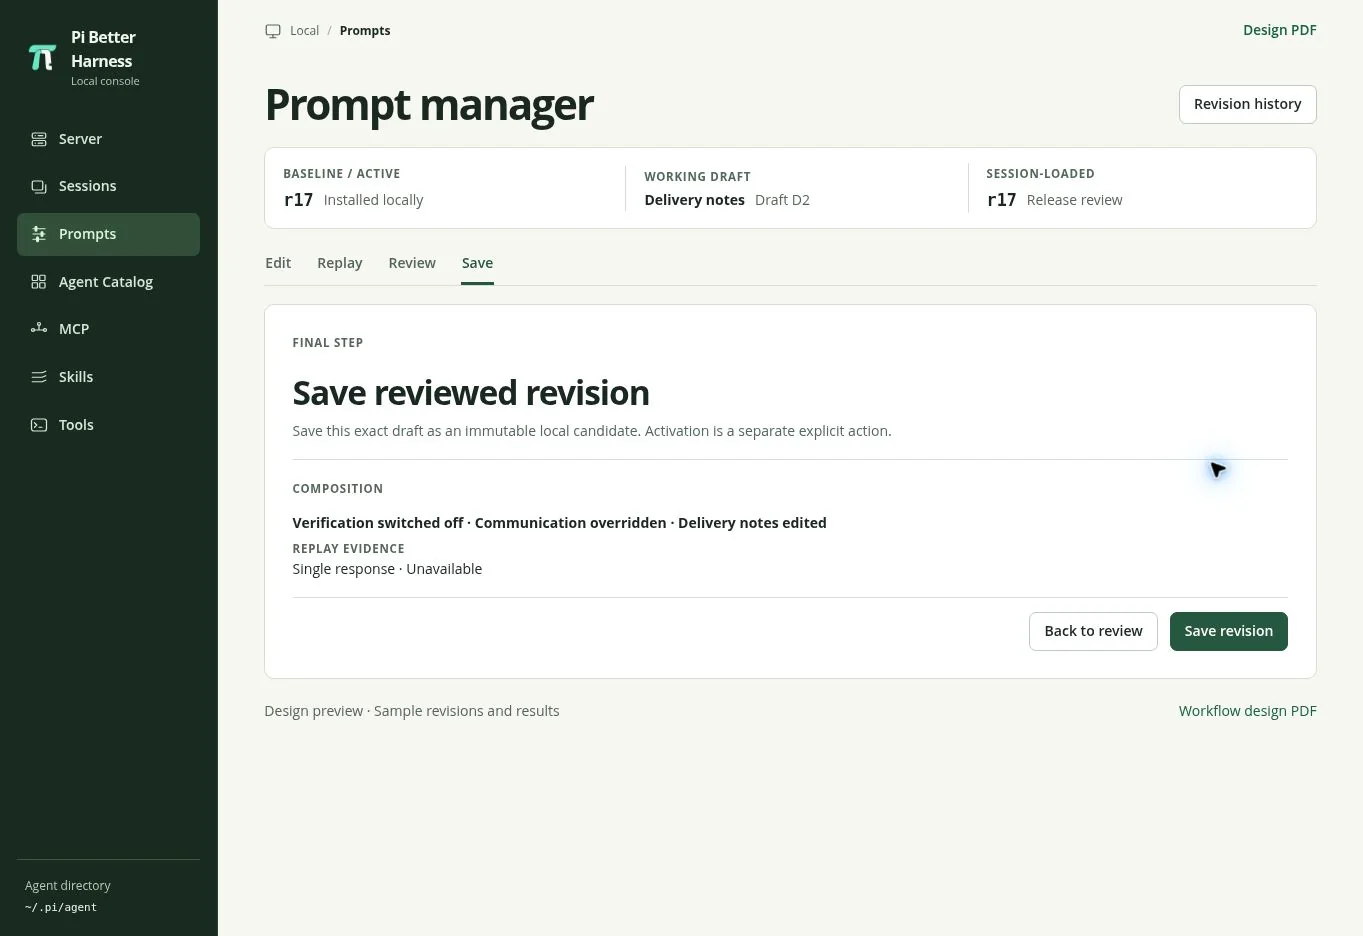 Pi Better
Harness
Local console
Server
Sessions
Prompts
Agent Catalog
MCP
Skills
Tools
Agent directory
~/.pi/agent
Local / Prompts
Design PDF
Prompt manager
Revision history
BASELINE / ACTIVE
r17 Installed locally
WORKING DRAFT
Delivery notes Draft D2
SESSION-LOADED
r17 Release review
Edit Replay Review Save
FINAL STEP
Save reviewed revision
Save this exact draft as an immutable local candidate. Activation is a separate explicit action.
COMPOSITION
Verification switched off · Communication overridden · Delivery notes edited
REPLAY EVIDENCE
Single response · Unavailable
Back to review
Save revision
Design preview · Sample revisions and results
Workflow design PDF